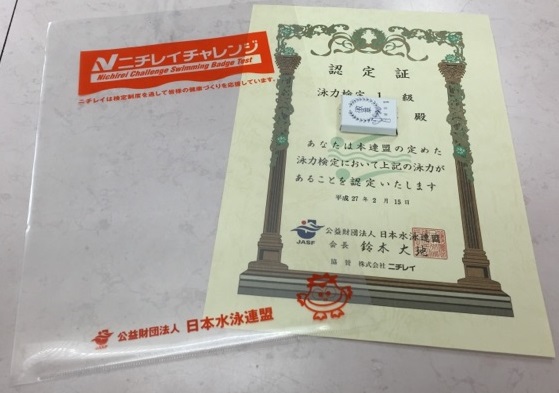 ニチレイチャレンジ
Nichirei Challenge Swimming Badge Test
ニチレイは検定制度を通して皆様の健康づくりを応援しています。
公益財団法人 日本水泳連盟
認定証
泳力検定 1 級
殿
あなたは本連盟の定めた
泳力検定において上記の泳力が
あることを認定いたします
平成 27 年 2 月 15 日
JASF
公益財団法人 日本水泳連盟
会長 鈴木大地
協賛 株式会社 ニチレイ